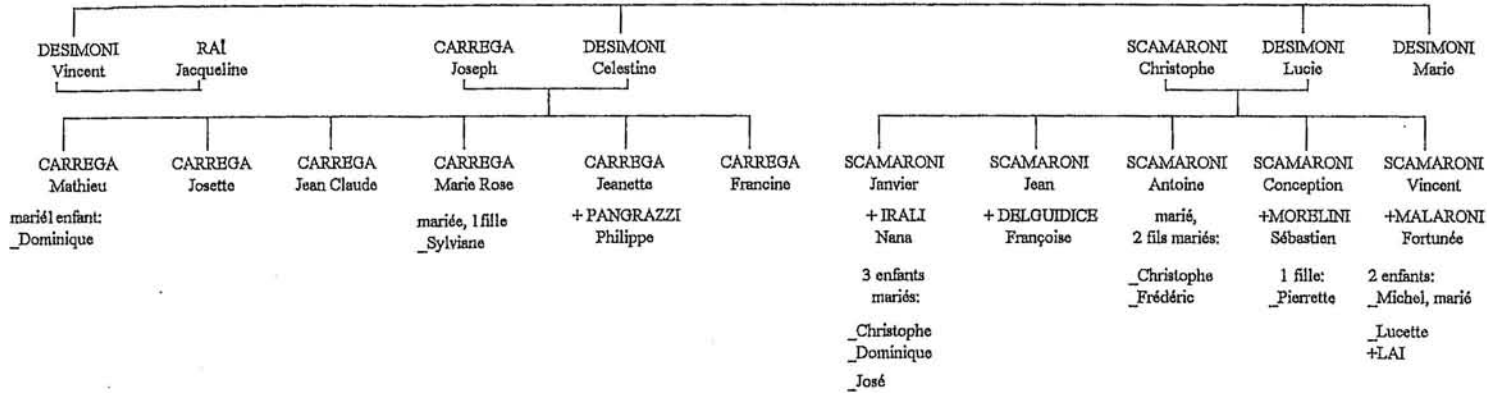 DESIMONI
Vincent
RAÏ
Jacqueline
CARREGA
Joseph
DESIMONI
Celestine
SCAMARONI
Christophe
DESIMONI
Lucie
DESIMONI
Marie
CARREGA
Mathieu
marié1 enfant:
_Dominique
CARREGA
Josette
CARREGA
Jean Claude
CARREGA
Marie Rose
mariée, 1 fille
_Sylviane
CARREGA
Jeanette
+ PANGRAZZI
Philippe
CARREGA
Francine
SCAMARONI
Janvier
+ IRALI
Nana
3 enfants
mariés:
_Christophe
_Dominique
_José
SCAMARONI
Jean
+ DELGUIDICE
Françoise
SCAMARONI
Antoine
marié,
2 fils mariés:
_Christophe
_Frédéric
SCAMARONI
Conception
+MORELINI
Sébastien
1 fille:
_Pierrette
SCAMARONI
Vincent
+MALARONI
Fortunée
2 enfants:
_Michel, marié
_Lucette
+LAI